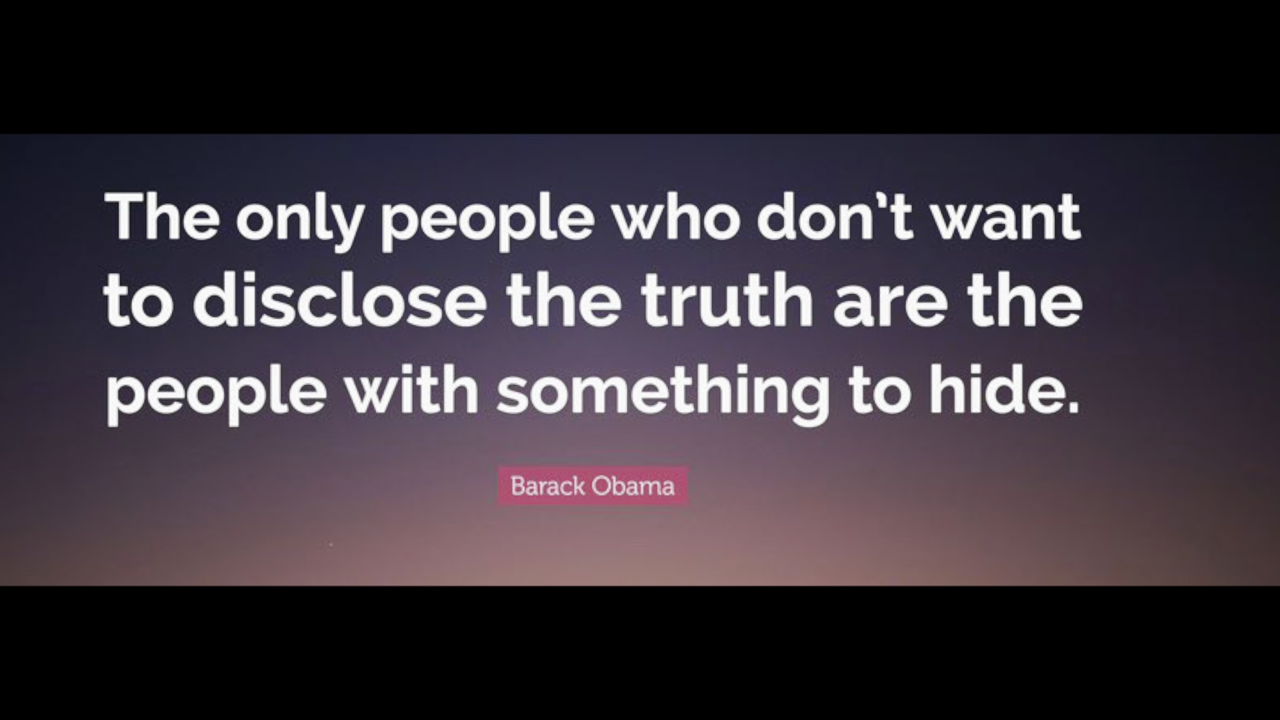 The only people who don’t want
to disclose the truth are the
people with something to hide.
Barack Obama